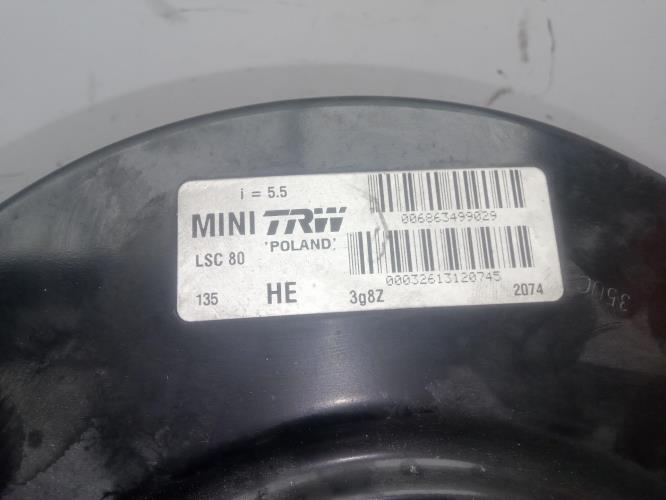 i = 5.5
006863499029
MINI TRW
'POLAND'
LSC 80
00032613120745
135 HE 3g8Z 2074